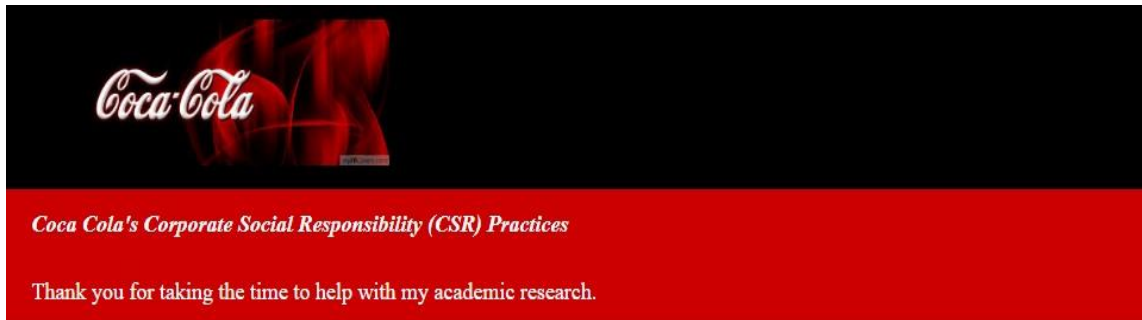 Coca-Cola
Coca Cola's Corporate Social Responsibility (CSR) Practices
Thank you for taking the time to help with my academic research.